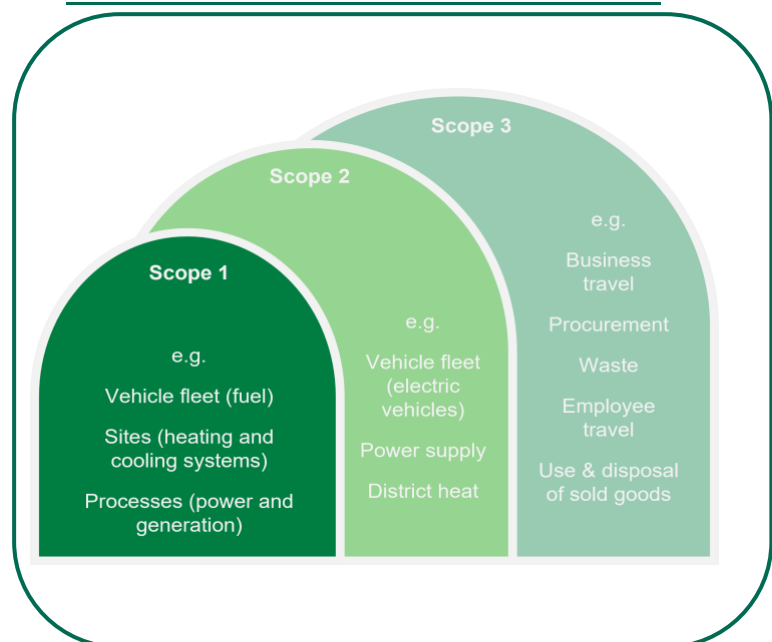 Scope 1
e.g.
Vehicle fleet (fuel)
Sites (heating and
cooling systems)
Processes (power and
generation)
Scope 2
e.g.
Vehicle fleet
(electric
vehicles)
Power supply
District heat
Scope 3
e.g.
Business
travel
Procurement
Waste
Employee
travel
Use & disposal
of sold goods